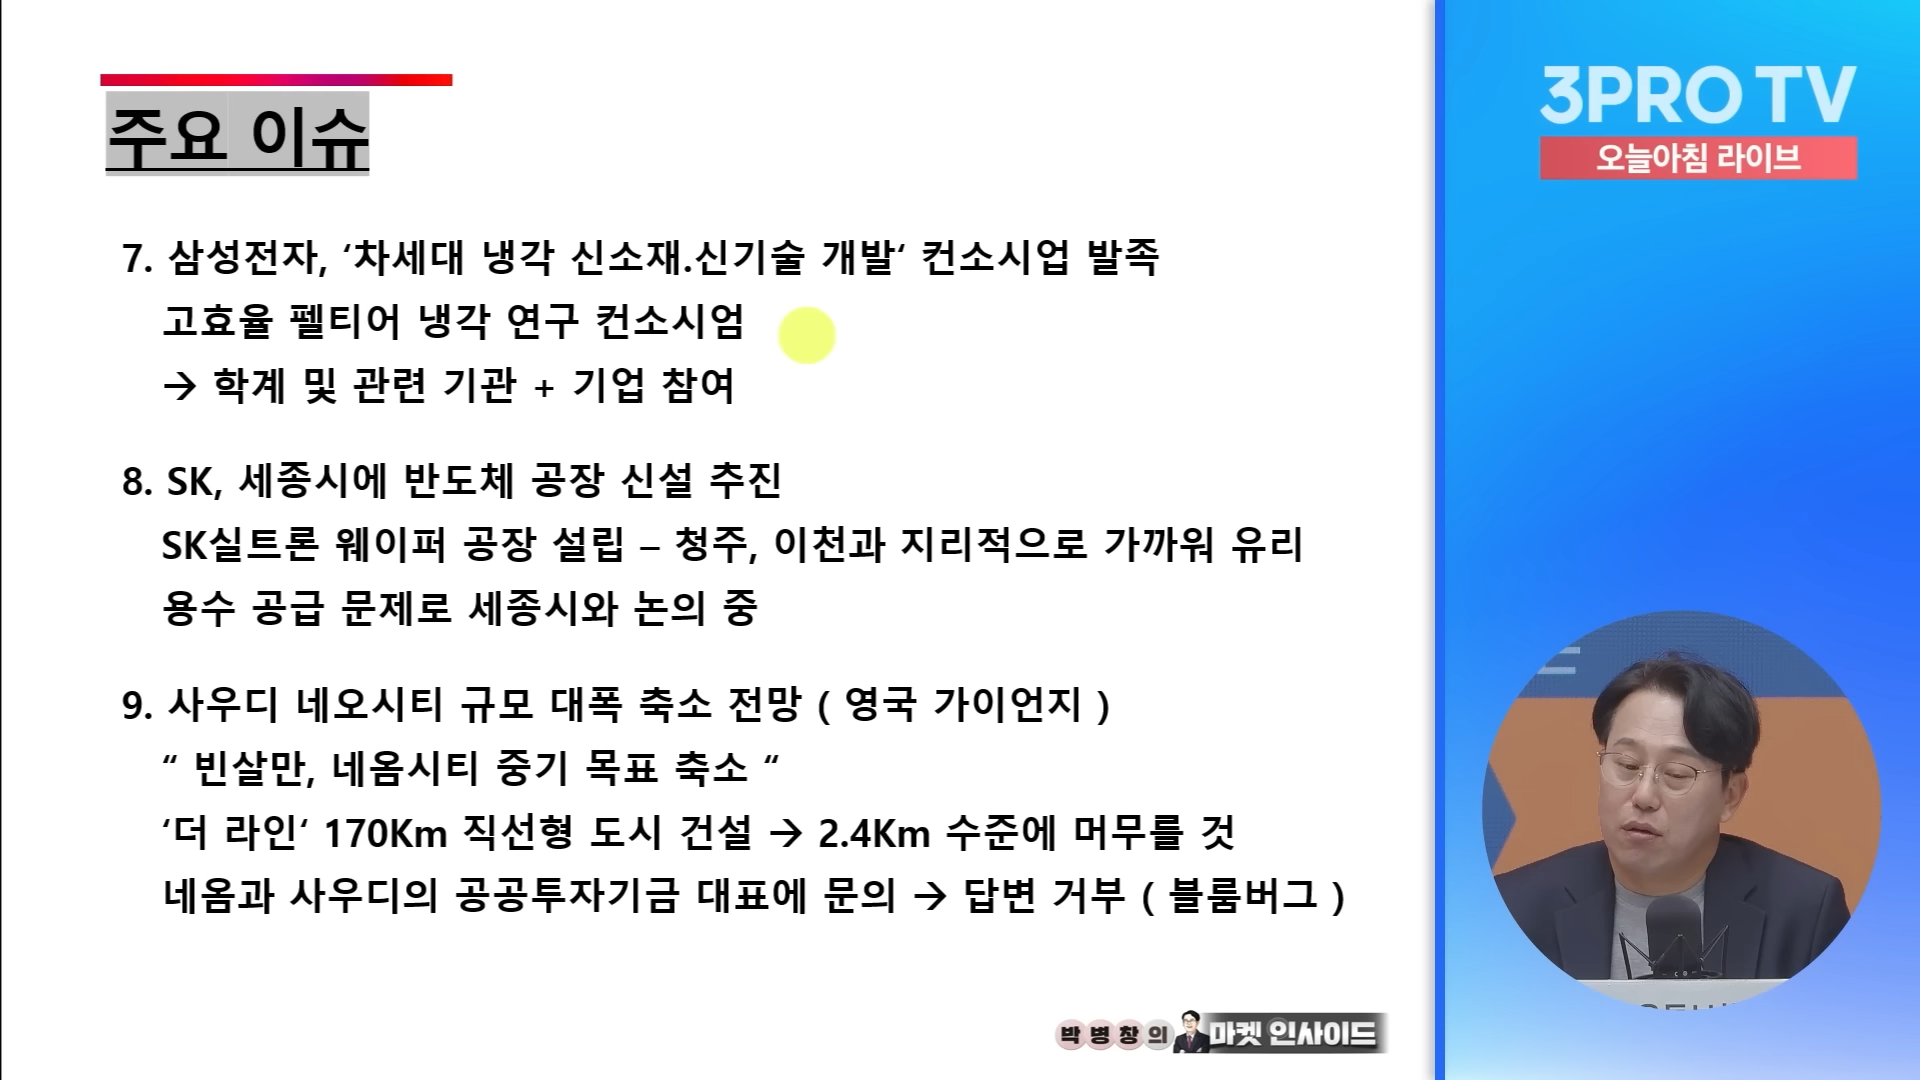 주요 이슈
7. 삼성전자, ‘차세대 냉각 신소재.신기술 개발‘ 컨소시업 발족
고효율 펠티어 냉각 연구 컨소시엄
→ 학계 및 관련 기관 + 기업 참여
8. SK, 세종시에 반도체 공장 신설 추진
SK실트론 웨이퍼 공장 설립 – 청주, 이천과 지리적으로 가까워 유리
용수 공급 문제로 세종시와 논의 중
9. 사우디 네오시티 규모 대폭 축소 전망 ( 영국 가이언지 )
“ 빈살만, 네옴시티 중기 목표 축소 “
‘더 라인‘ 170Km 직선형 도시 건설 → 2.4Km 수준에 머무를 것
네옴과 사우디의 공공투자기금 대표에 문의 → 답변 거부 ( 블룸버그 )
박병창의 마켓 인사이드
3PRO TV
오늘아침 라이브